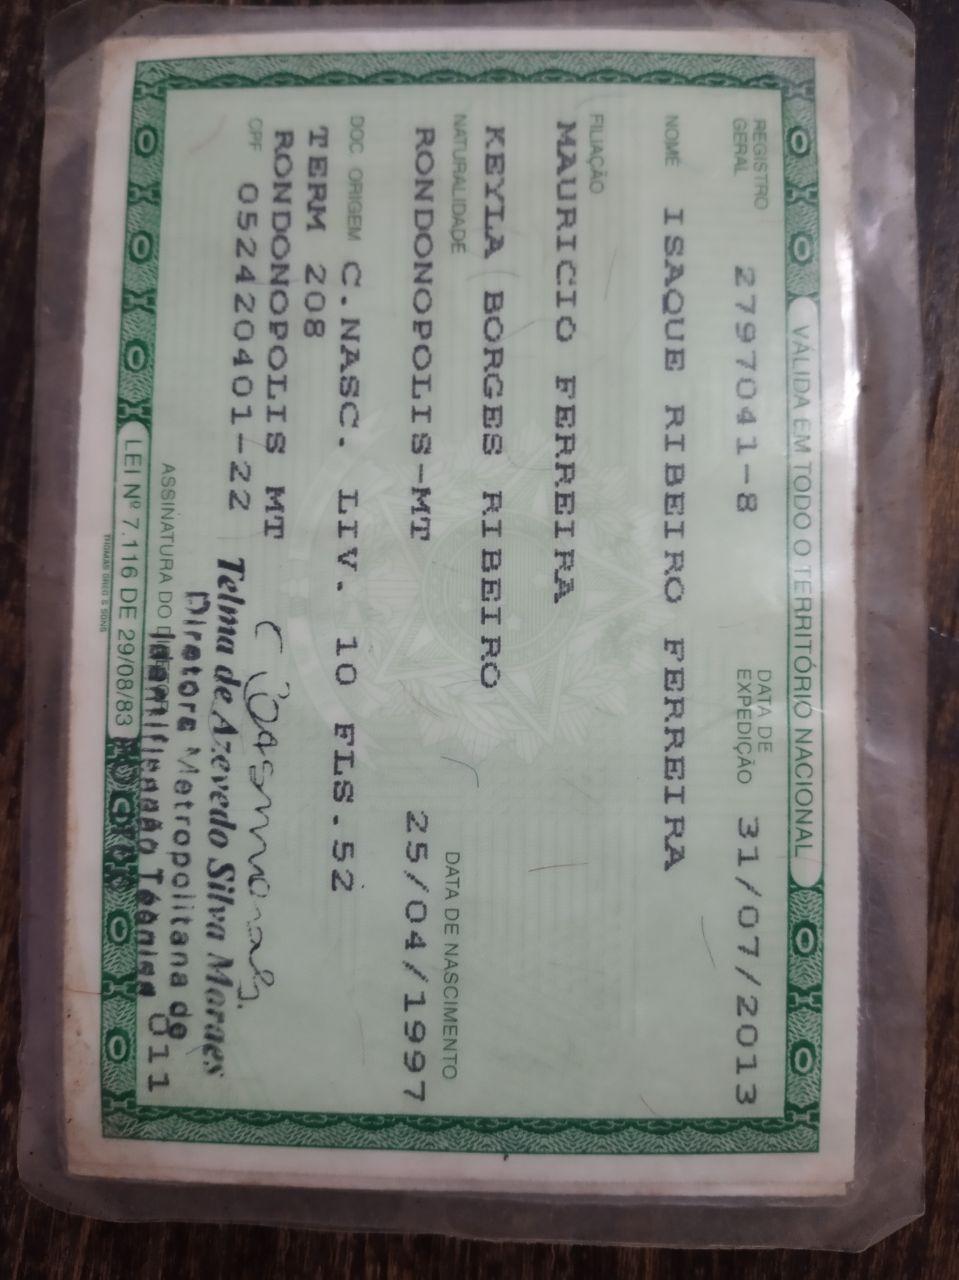 VÁLIDA EM TODO O TERRITÓRIO NACIONAL
REGISTRO GERAL 2797041-8 DATA DE EXPEDIÇÃO 31/07/2013
NOME ISAQUE RIBEIRO FERREIRA
FILIAÇÃO
MAURICIO FERREIRA
KEYLA BORGES RIBEIRO
NATURALIDADE DATA DE NASCIMENTO
RONDONOPOLIS-MT 25/04/1997
DOC. ORIGEM C.NASC. LIV. 10 FLS.52
TERM 208
RONDONOPOLIS MT
CPF 052420401-22
Telma de Azevedo Silva Moraes
Diretora Metropolitana de
Identificação Técnica 011
ASSINATURA DO DIRETOR
LEI Nº 7.116 DE 29/08/83
THOMAS GREG & SONS